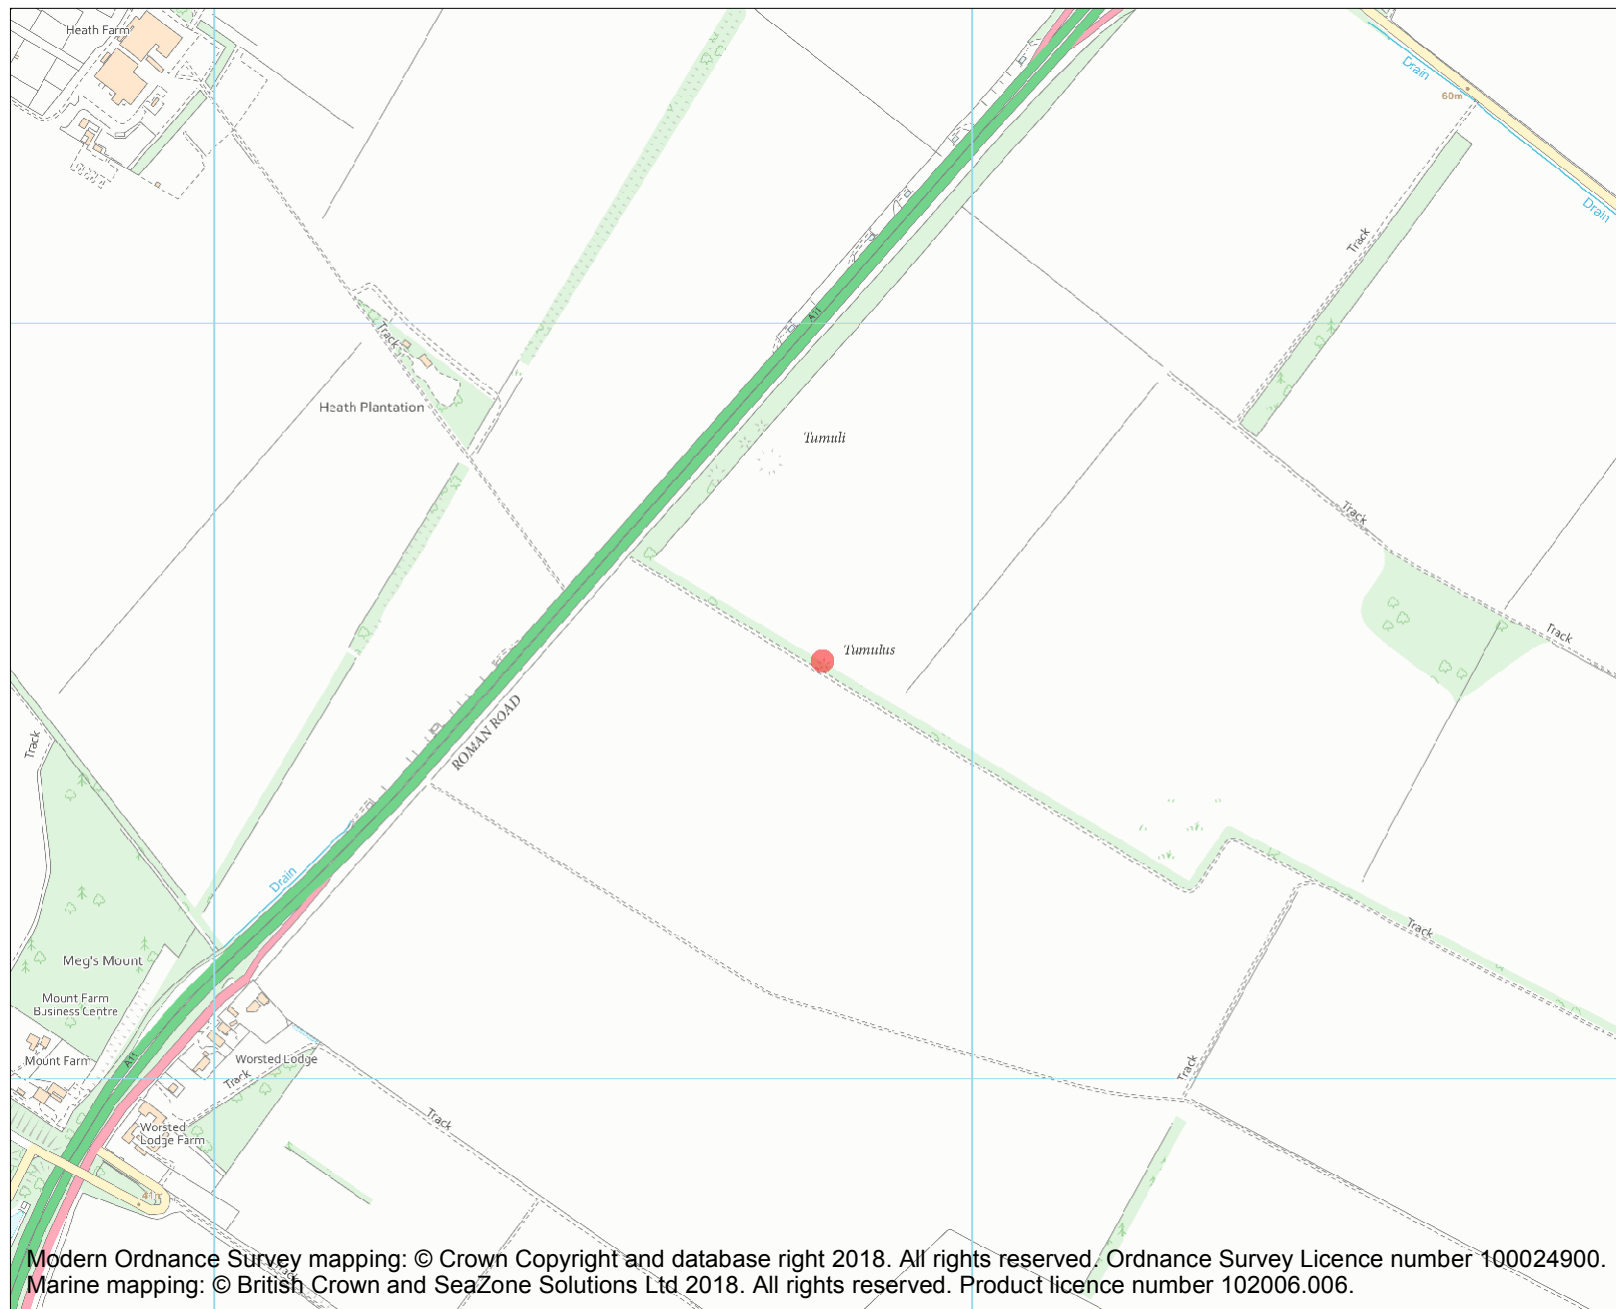 Heath Farm
Drain
60m
Drain
Track
A11
Track
Heath Plantation
Tumuli
Track
Track
Tumulus
ROMAN ROAD
Track
Drain
Track
Meg's Mount
Mount Farm
Business Centre
A11
Mount Farm
Worsted Lodge
Track
Track
Track
Worsted
Lodge Farm
41m
Track
Modern Ordnance Survey mapping: © Crown Copyright and database right 2018. All rights reserved. Ordnance Survey Licence number 100024900.
Marine mapping: © British Crown and SeaZone Solutions Ltd 2018. All rights reserved. Product licence number 102006.006.